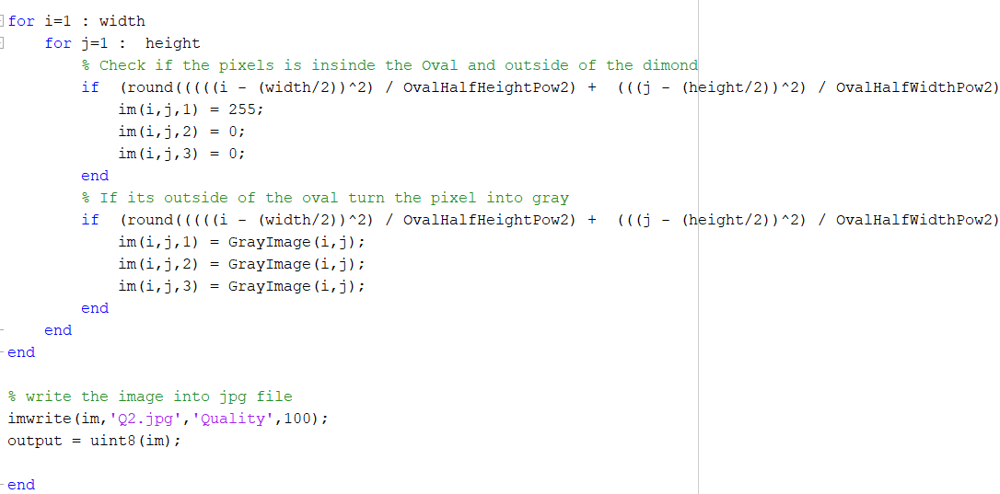 for i=1 : width
for j=1 :  height
% Check if the pixels is insinde the Oval and outside of the dimond
if  (round(((((i - (width/2))^2) / OvalHalfHeightPow2) +  (((j - (height/2))^2) / OvalHalfWidthPow2)
im(i,j,1) = 255;
im(i,j,2) = 0;
im(i,j,3) = 0;
end
% If its outside of the oval turn the pixel into gray
if  (round(((((i - (width/2))^2) / OvalHalfHeightPow2) +  (((j - (height/2))^2) / OvalHalfWidthPow2)
im(i,j,1) = GrayImage(i,j);
im(i,j,2) = GrayImage(i,j);
im(i,j,3) = GrayImage(i,j);
end
end
end
% write the image into jpg file
imwrite(im,'Q2.jpg','Quality',100);
output = uint8(im);
end